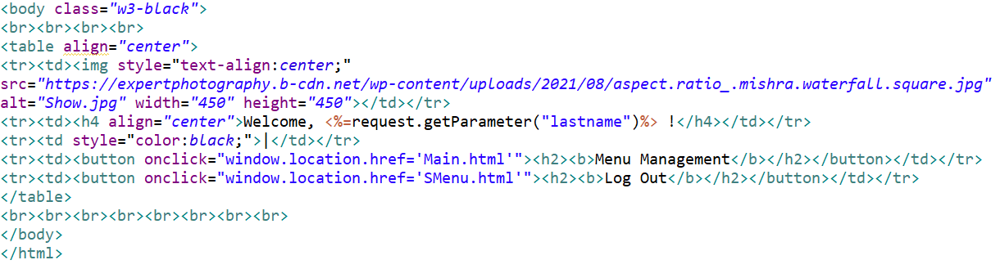 <body class="w3-black">
<br><br><br><br>
<table align="center">
<tr><td><img style="text-align:center;"
src="https://expertphotography.b-cdn.net/wp-content/uploads/2021/08/aspect.ratio_.mishra.waterfall.square.jpg"
alt="Show.jpg" width="450" height="450"></td></tr>
<tr><td><h4 align="center">Welcome, <%=request.getParameter("lastname")%> !</h4></td></tr>
<tr><td style="color:black;">|</td></tr>
<tr><td><button onclick="window.location.href='Main.html'"><h2><b>Menu Management</b></h2></button></td></tr>
<tr><td><button onclick="window.location.href='SMenu.html'"><h2><b>Log Out</b></h2></button></td></tr>
</table>
<br><br><br><br><br><br><br><br>
</body>
</html>